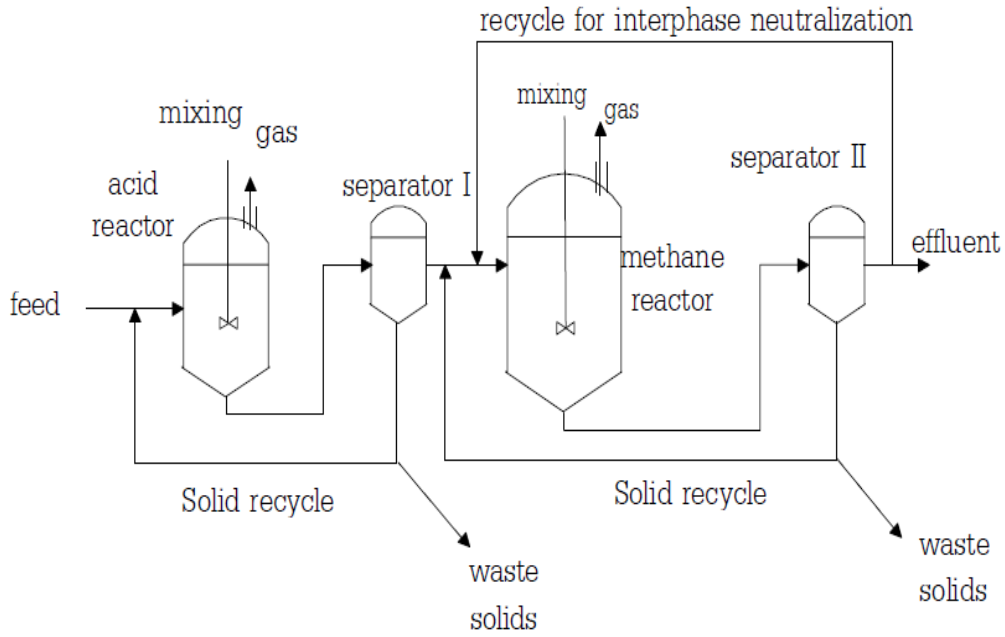 recycle for interphase neutralization
mixing
gas
acid
reactor
separator I
mixing
gas
separator II
feed
methane
reactor
effluent
Solid recycle
Solid recycle
waste
solids
waste
solids